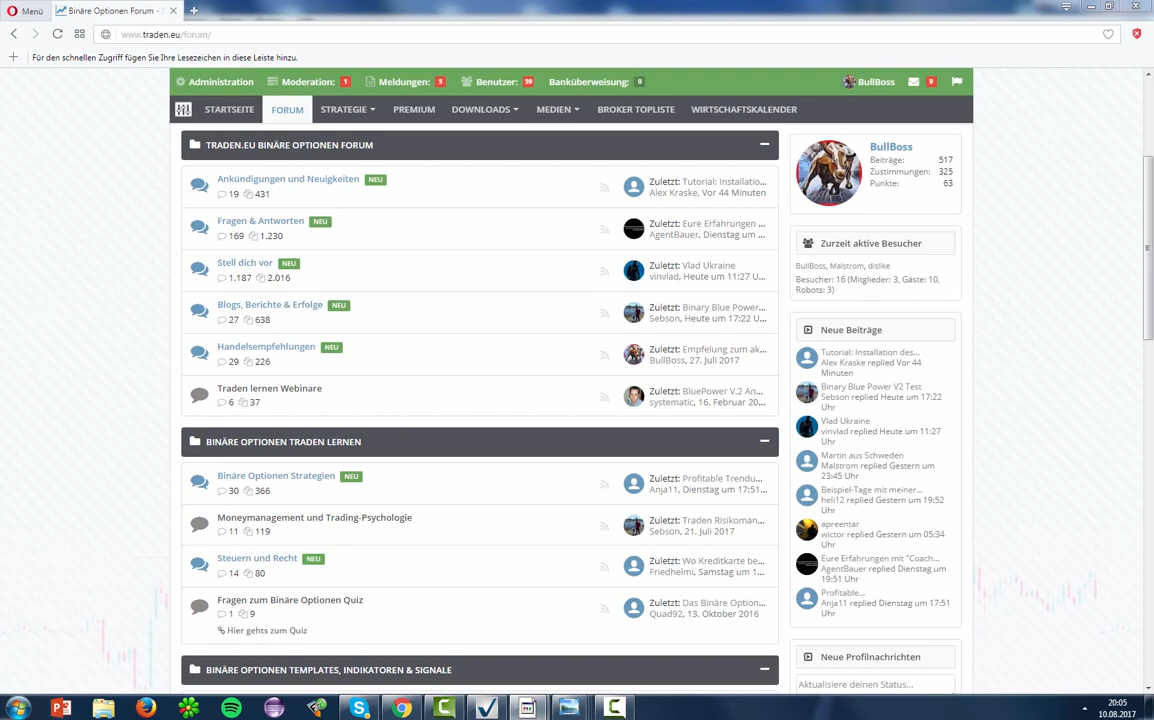 Menü
Binäre Optionen Forum -
www.traden.eu/forum/
Für den schnellen Zugriff fügen Sie Ihre Lesezeichen in diese Leiste hinzu.
Administration Moderation: 1 Meldungen: 5 Benutzer: 39 Banküberweisung: 0 BullBoss 9
STARTSEITE FORUM STRATEGIE PREMIUM DOWNLOADS MEDIEN BROKER TOPLISTE WIRTSCHAFTSKALENDER
TRADEN.EU BINÄRE OPTIONEN FORUM
Ankündigungen und Neuigkeiten NEU
19 431
Zuletzt: Tutorial: Installatio...
Alex Kraske, Vor 44 Minuten
Fragen & Antworten NEU
169 1.230
Zuletzt: Eure Erfahrungen ...
AgentBauer, Dienstag um ...
Stell dich vor NEU
1.187 2.016
Zuletzt: Vlad Ukraine
vinvlad, Heute um 11:27 U...
Blogs, Berichte & Erfolge NEU
27 638
Zuletzt: Binary Blue Power...
Sebson, Heute um 17:22 U...
Handelsempfehlungen NEU
29 226
Zuletzt: Empfelung zum ak...
BullBoss, 27. Juli 2017
Traden lernen Webinare
6 37
Zuletzt: BluePower V.2 An...
systematic, 16. Februar 20...
BINÄRE OPTIONEN TRADEN LERNEN
Binäre Optionen Strategien NEU
30 366
Zuletzt: Profitable Trendu...
Anja11, Dienstag um 17:51...
Moneymanagement und Trading-Psychologie
11 119
Zuletzt: Traden Risikoman...
Sebson, 21. Juli 2017
Steuern und Recht NEU
14 80
Zuletzt: Wo Kreditkarte be...
Friedhelmi, Samstag um 1...
Fragen zum Binäre Optionen Quiz
1 9
Hier gehts zum Quiz
Zuletzt: Das Binäre Option...
Quad92, 13. Oktober 2016
BINÄRE OPTIONEN TEMPLATES, INDIKATOREN & SIGNALE
BullBoss
Beiträge: 517
Zustimmungen: 325
Punkte: 63
Zurzeit aktive Besucher
BullBoss, Malstrom, dislike
Besucher: 16 (Mitglieder: 3, Gäste: 10,
Robots: 3)
Neue Beiträge
Tutorial: Installation des...
Alex Kraske replied Vor 44
Minuten
Binary Blue Power V2 Test
Sebson replied Heute um 17:22
Uhr
Vlad Ukraine
vinvlad replied Heute um 11:27
Uhr
Martin aus Schweden
Malstrom replied Gestern um
23:45 Uhr
Beispiel-Tage mit meiner...
heli12 replied Gestern um 19:52
Uhr
apreentar
wictor replied Gestern um 05:34
Uhr
Eure Erfahrungen mit "Coach...
AgentBauer replied Dienstag um
19:51 Uhr
Profitable...
Anja11 replied Dienstag um 17:51
Uhr
Neue Profilnachrichten
Aktualisiere deinen Status...
20:05
10.08.2017